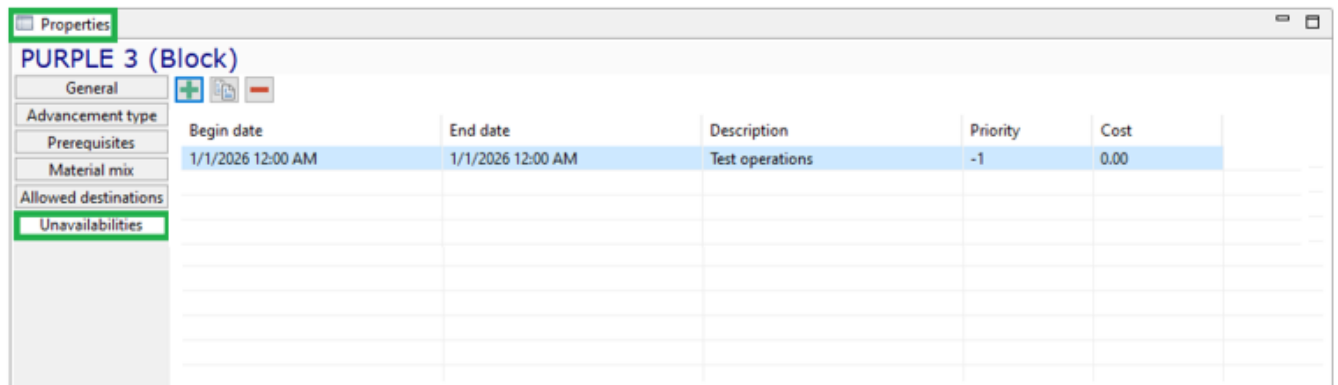 Properties
PURPLE 3 (Block)
General
Advancement type
Prerequisites
Material mix
Allowed destinations
Unavailabilities
Begin date End date Description Priority Cost
1/1/2026 12:00 AM 1/1/2026 12:00 AM Test operations -1 0.00